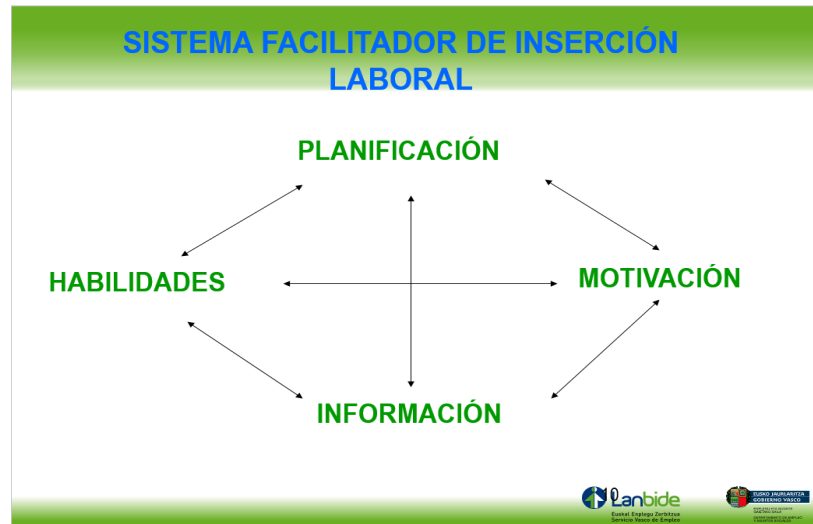 SISTEMA FACILITADOR DE INSERCIÓN
LABORAL
PLANIFICACIÓN
HABILIDADES
MOTIVACIÓN
INFORMACIÓN
10
Lanbide
Euskal Enplegu Zerbitzua
Servicio Vasco de Empleo
EUSKO JAURLARITZA
GOBIERNO VASCO